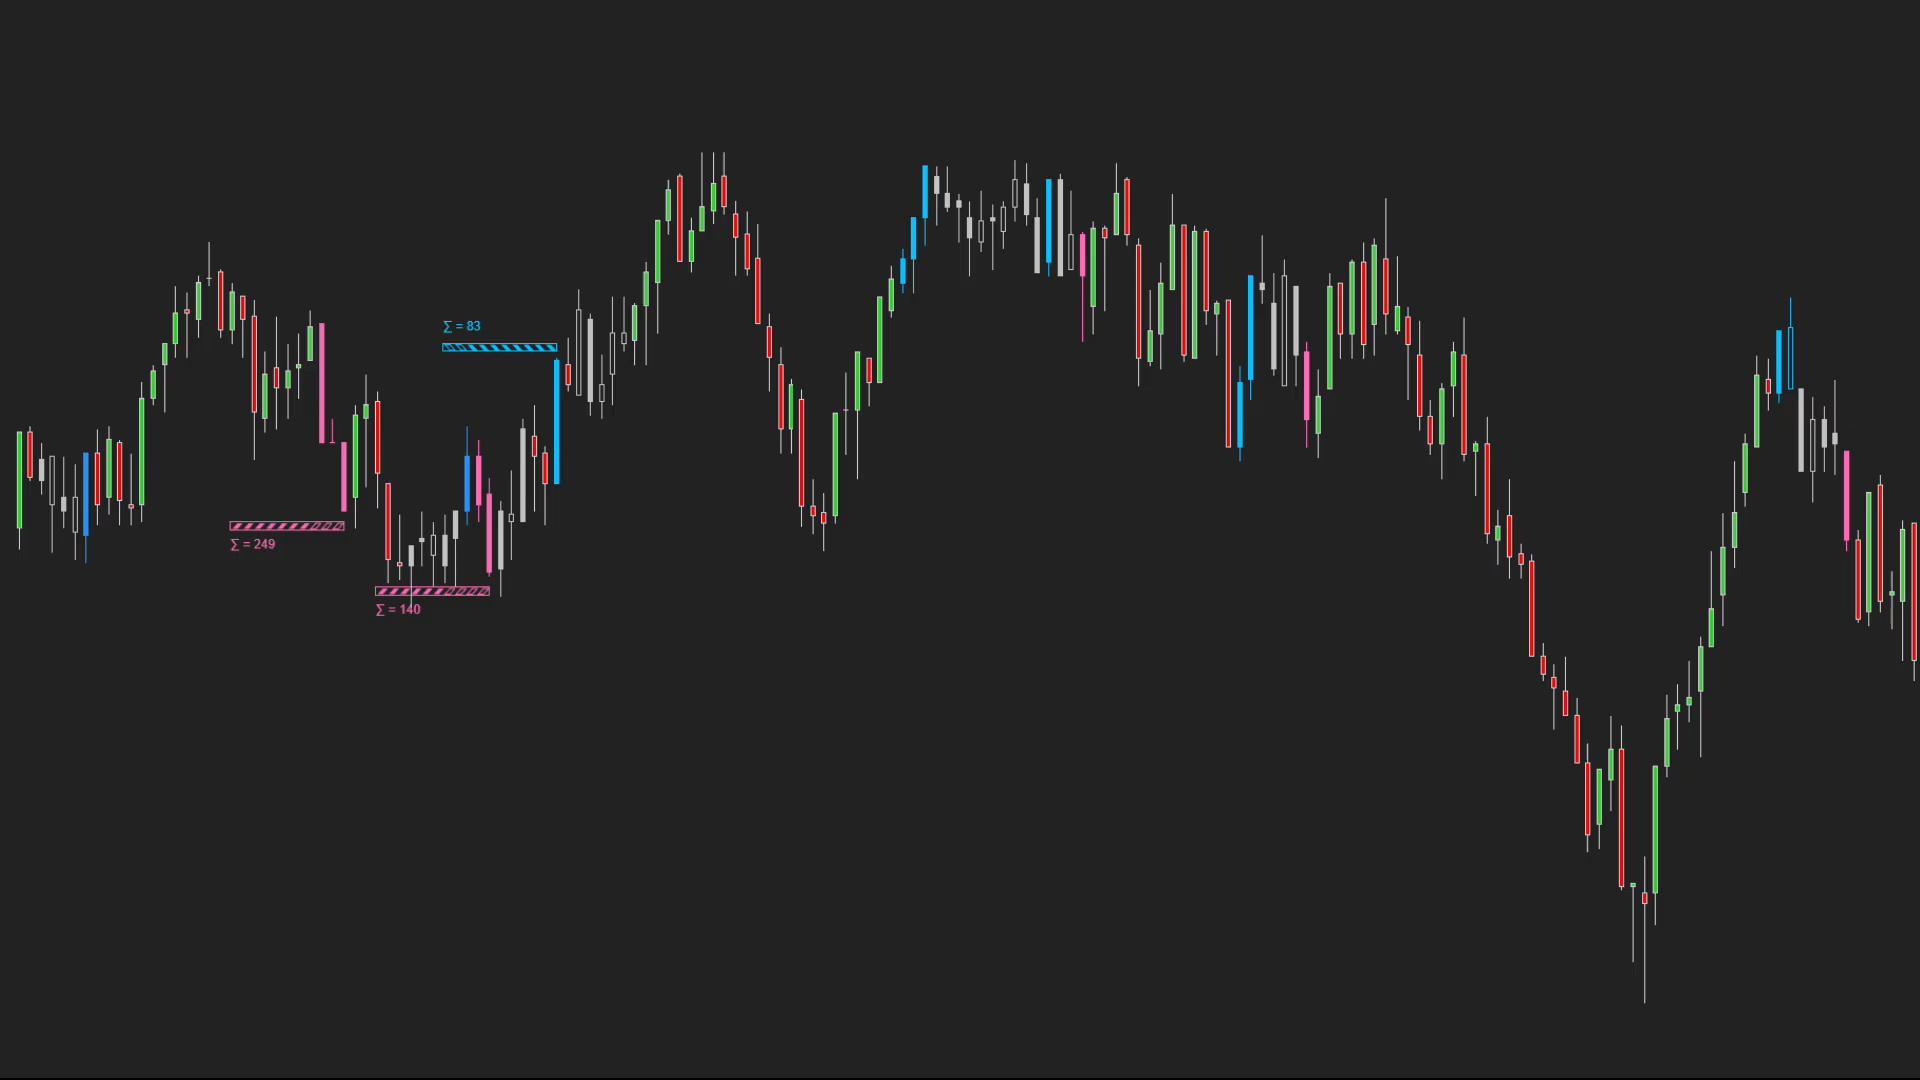 ∑ = 83
∑ = 249
∑ = 140